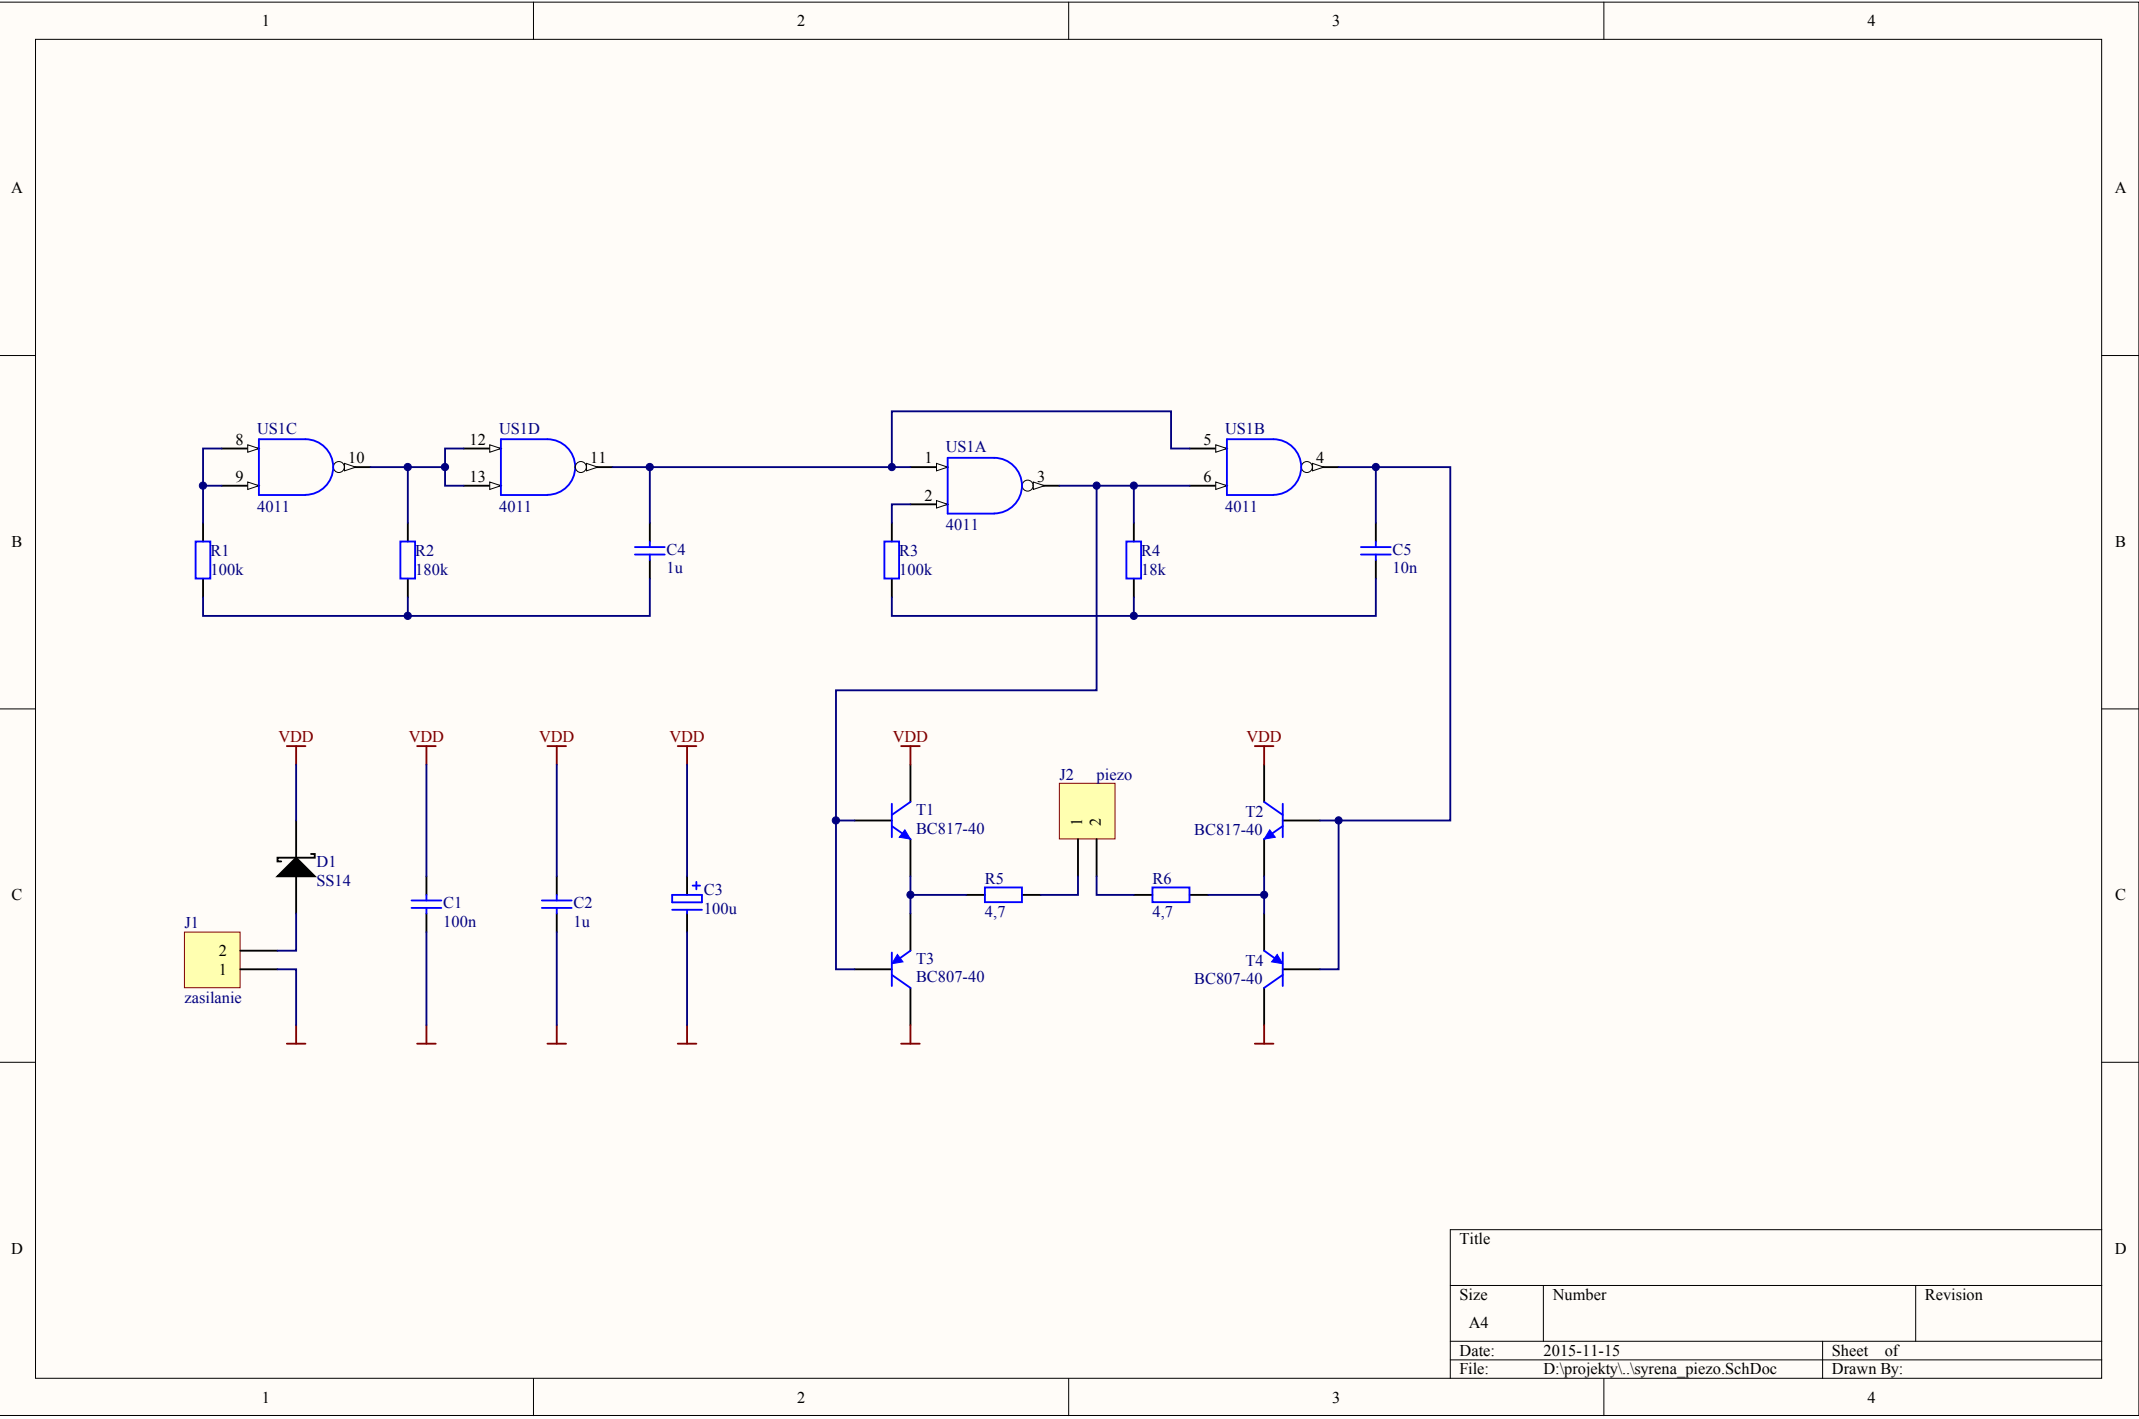 1 2 3 4
A A
US1C
8
9
10
4011
US1D
12
13
11
4011
US1A
1
2
3
4011
US1B
5
6
4
4011
B B
R1
100k
R2
180k
C4
1u
R3
100k
R4
18k
C5
10n
VDD VDD VDD VDD VDD VDD
D1
SS14
J1
2
1
zasilanie
C1
100n
C2
1u
+
C3
100u
T1
BC817-40
J2 piezo
1 2
T2
BC817-40
R5
4,7
R6
4,7
T3
BC807-40
T4
BC807-40
C C
D D
Title
Size Number Revision
A4
Date: 2015-11-15 Sheet of
File: D:\projekty\..\syrena_piezo.SchDoc Drawn By:
1 2 3 4